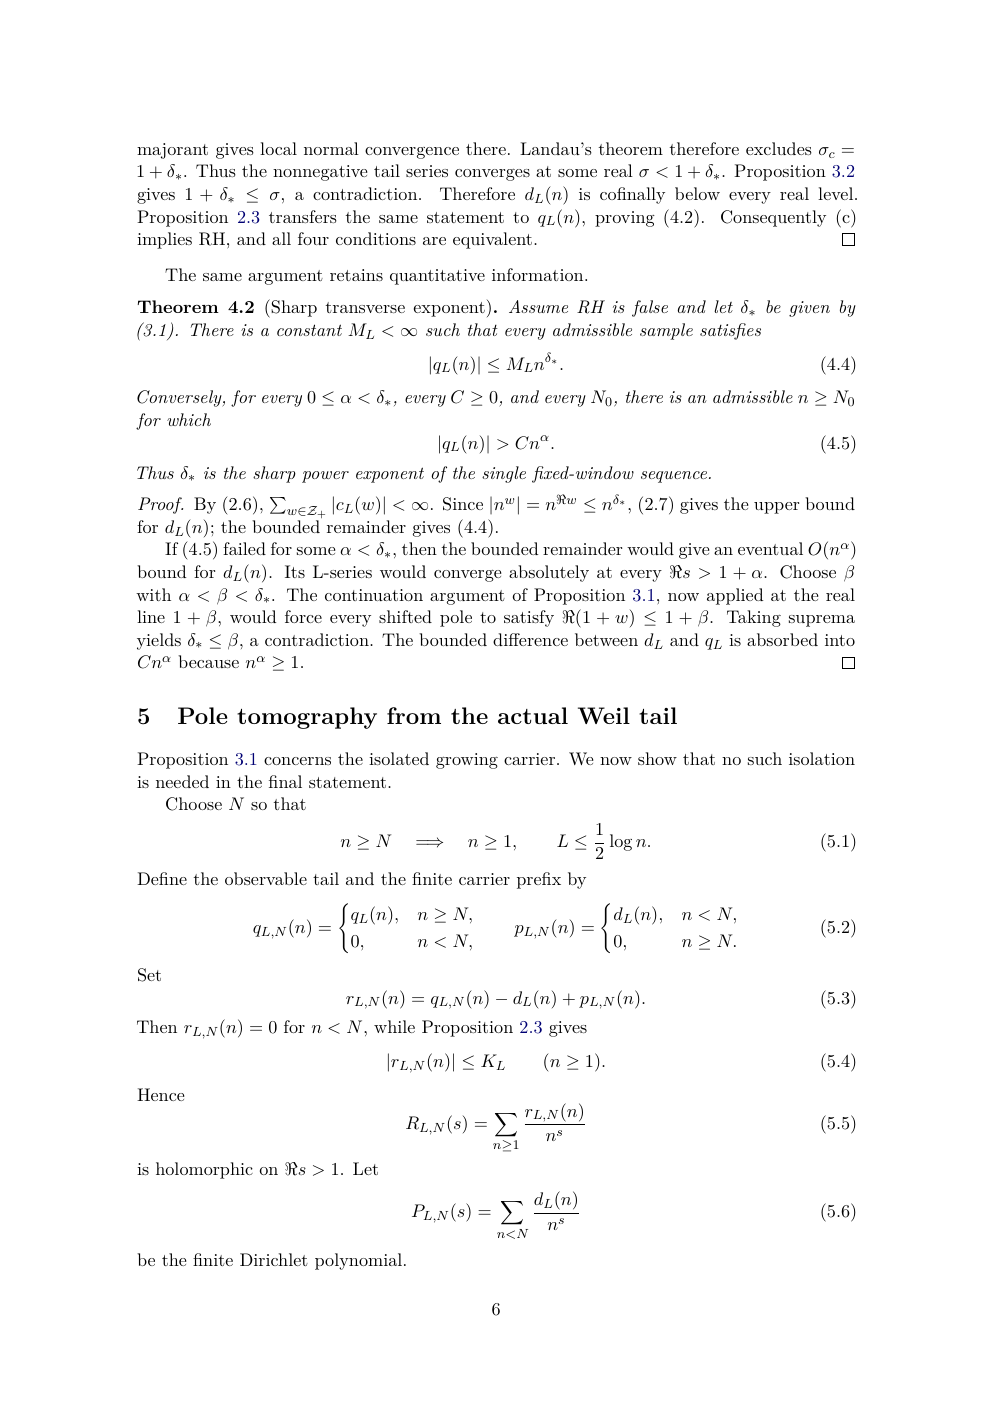 majorant gives local normal convergence there. Landau's theorem therefore excludes σ_c =
1 + δ_*. Thus the nonnegative tail series converges at some real σ < 1 + δ_*. Proposition 3.2
gives 1 + δ_* ≤ σ, a contradiction. Therefore d_L(n) is cofinally below every real level.
Proposition 2.3 transfers the same statement to q_L(n), proving (4.2). Consequently (c)
implies RH, and all four conditions are equivalent. □
The same argument retains quantitative information.
Theorem 4.2 (Sharp transverse exponent). Assume RH is false and let δ_* be given by
(3.1). There is a constant M_L < ∞ such that every admissible sample satisfies
|q_L(n)| ≤ M_L n^{δ_*}. (4.4)
Conversely, for every 0 ≤ α < δ_*, every C ≥ 0, and every N_0, there is an admissible n ≥ N_0
for which
|q_L(n)| > Cn^α. (4.5)
Thus δ_* is the sharp power exponent of the single fixed-window sequence.
Proof. By (2.6), ∑_{w∈𝒵_+} |c_L(w)| < ∞. Since |n^w| = n^{ℜw} ≤ n^{δ_*}, (2.7) gives the upper bound
for d_L(n); the bounded remainder gives (4.4).
If (4.5) failed for some α < δ_*, then the bounded remainder would give an eventual O(n^α)
bound for d_L(n). Its L-series would converge absolutely at every ℜs > 1 + α. Choose β
with α < β < δ_*. The continuation argument of Proposition 3.1, now applied at the real
line 1 + β, would force every shifted pole to satisfy ℜ(1 + w) ≤ 1 + β. Taking suprema
yields δ_* ≤ β, a contradiction. The bounded difference between d_L and q_L is absorbed into
Cn^α because n^α ≥ 1. □
5 Pole tomography from the actual Weil tail
Proposition 3.1 concerns the isolated growing carrier. We now show that no such isolation
is needed in the final statement.
Choose N so that
n ≥ N ⟹ n ≥ 1, L ≤ \frac{1}{2} log n. (5.1)
Define the observable tail and the finite carrier prefix by
q_{L,N}(n) = { q_L(n), n ≥ N, 0, n < N, p_{L,N}(n) = { d_L(n), n < N, 0, n ≥ N. (5.2)
Set
r_{L,N}(n) = q_{L,N}(n) − d_L(n) + p_{L,N}(n). (5.3)
Then r_{L,N}(n) = 0 for n < N, while Proposition 2.3 gives
|r_{L,N}(n)| ≤ K_L (n ≥ 1). (5.4)
Hence
R_{L,N}(s) = ∑_{n≥1} \frac{r_{L,N}(n)}{n^s} (5.5)
is holomorphic on ℜs > 1. Let
P_{L,N}(s) = ∑_{n<N} \frac{d_L(n)}{n^s} (5.6)
be the finite Dirichlet polynomial.
6